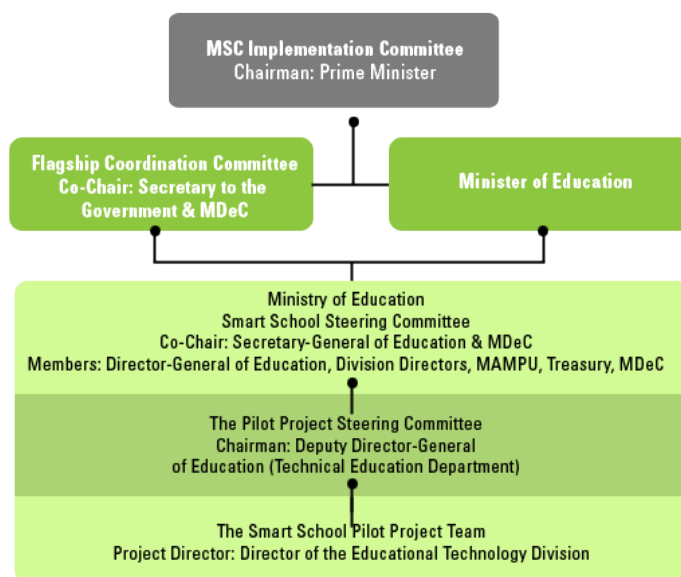 MSC Implementation Committee
Chairman: Prime Minister
Flagship Coordination Committee
Co-Chair: Secretary to the
Government & MDeC
Minister of Education
Ministry of Education
Smart School Steering Committee
Co-Chair: Secretary-General of Education & MDeC
Members: Director-General of Education, Division Directors, MAMPU, Treasury, MDeC
The Pilot Project Steering Committee
Chairman: Deputy Director-General
of Education (Technical Education Department)
The Smart School Pilot Project Team
Project Director: Director of the Educational Technology Division